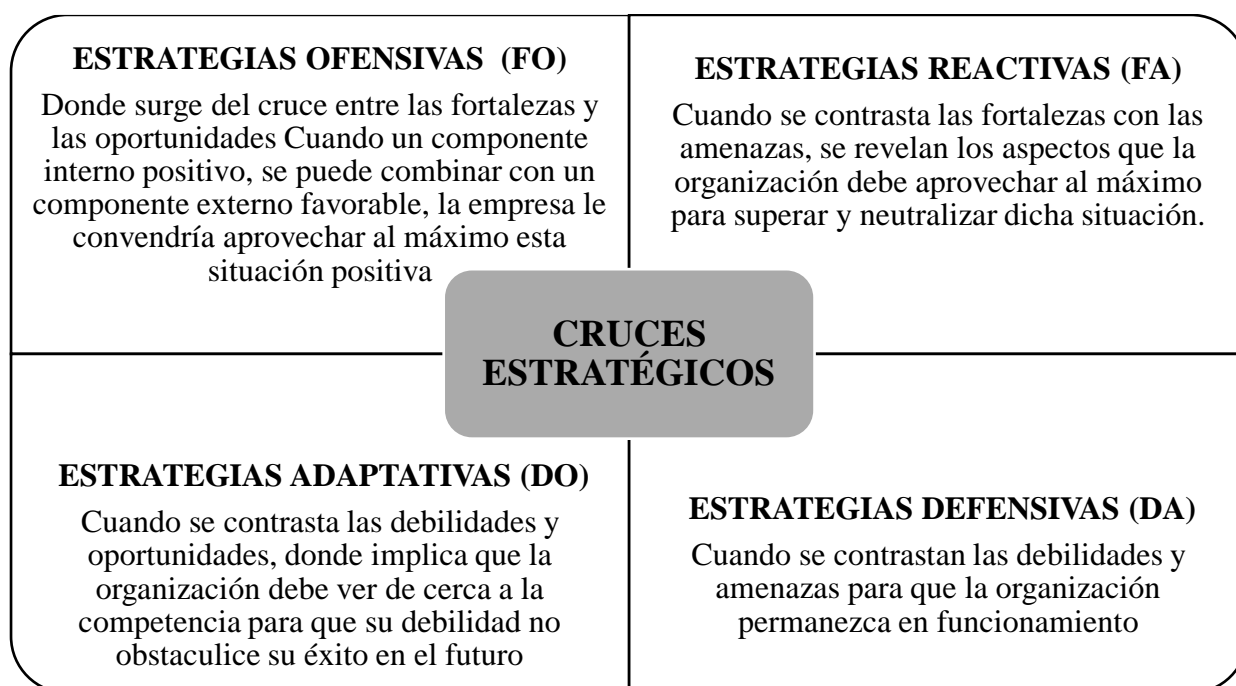 ESTRATEGIAS OFENSIVAS (FO)
Donde surge del cruce entre las fortalezas y
las oportunidades Cuando un componente
interno positivo, se puede combinar con un
componente externo favorable, la empresa le
convendría aprovechar al máximo esta
situación positiva
ESTRATEGIAS REACTIVAS (FA)
Cuando se contrasta las fortalezas con las
amenazas, se revelan los aspectos que la
organización debe aprovechar al máximo
para superar y neutralizar dicha situación.
CRUCES
ESTRATÉGICOS
ESTRATEGIAS ADAPTATIVAS (DO)
Cuando se contrasta las debilidades y
oportunidades, donde implica que la
organización debe ver de cerca a la
competencia para que su debilidad no
obstaculice su éxito en el futuro
ESTRATEGIAS DEFENSIVAS (DA)
Cuando se contrastan las debilidades y
amenazas para que la organización
permanezca en funcionamiento